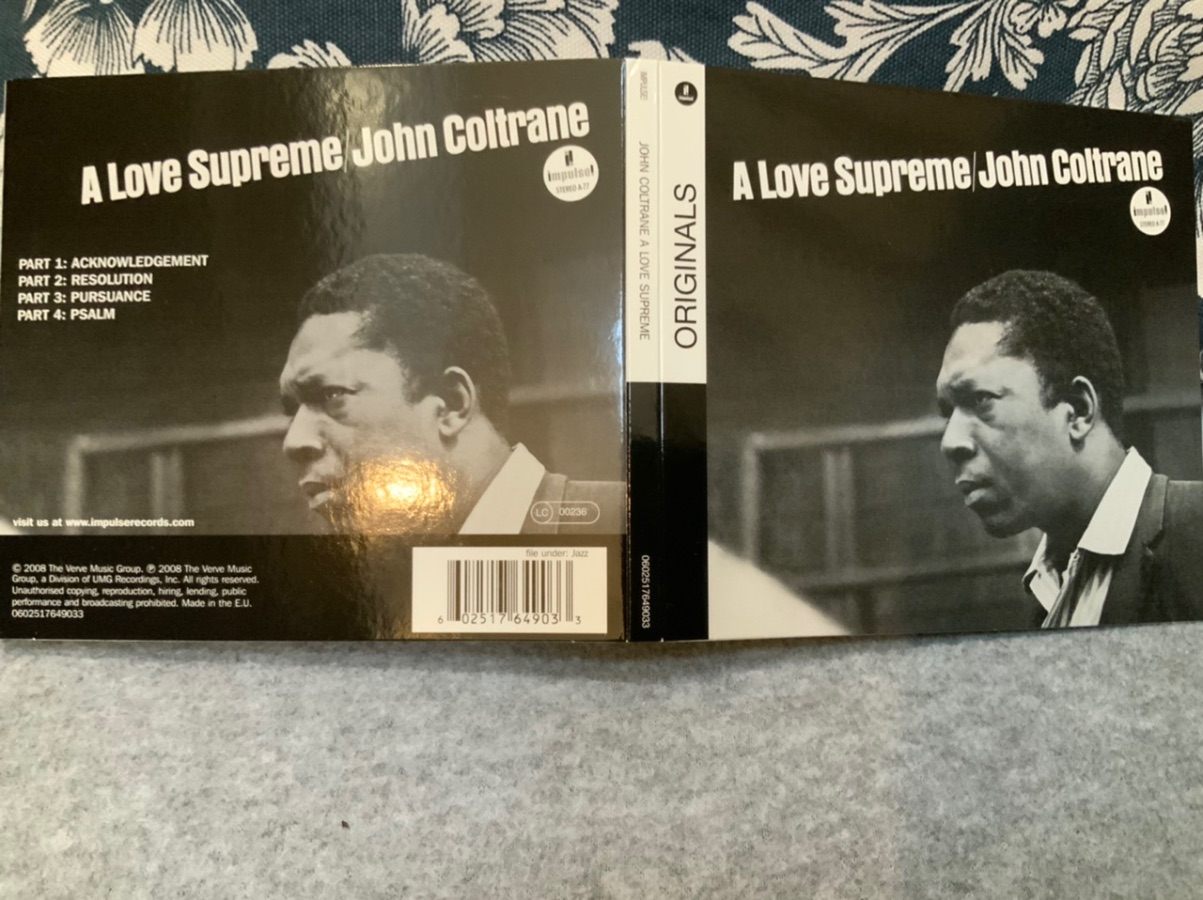 A Love Supreme/John Coltrane
impulse!
STEREO A-77
PART 1: ACKNOWLEDGEMENT
PART 2: RESOLUTION
PART 3: PURSUANCE
PART 4: PSALM
visit us at www.impulserecords.com
LC 00236
© 2008 The Verve Music Group. ℗ 2008 The Verve Music
Group, a Division of UMG Recordings, Inc. All rights reserved.
Unauthorised copying, reproduction, hiring, lending, public
performance and broadcasting prohibited. Made in the E.U.
0602517649033
file under: Jazz
6 02517 64903 3
IMPULSE!
JOHN COLTRANE A LOVE SUPREME
0602517649033
ORIGINALS
A Love Supreme/John Coltrane
impulse!
STEREO A-77